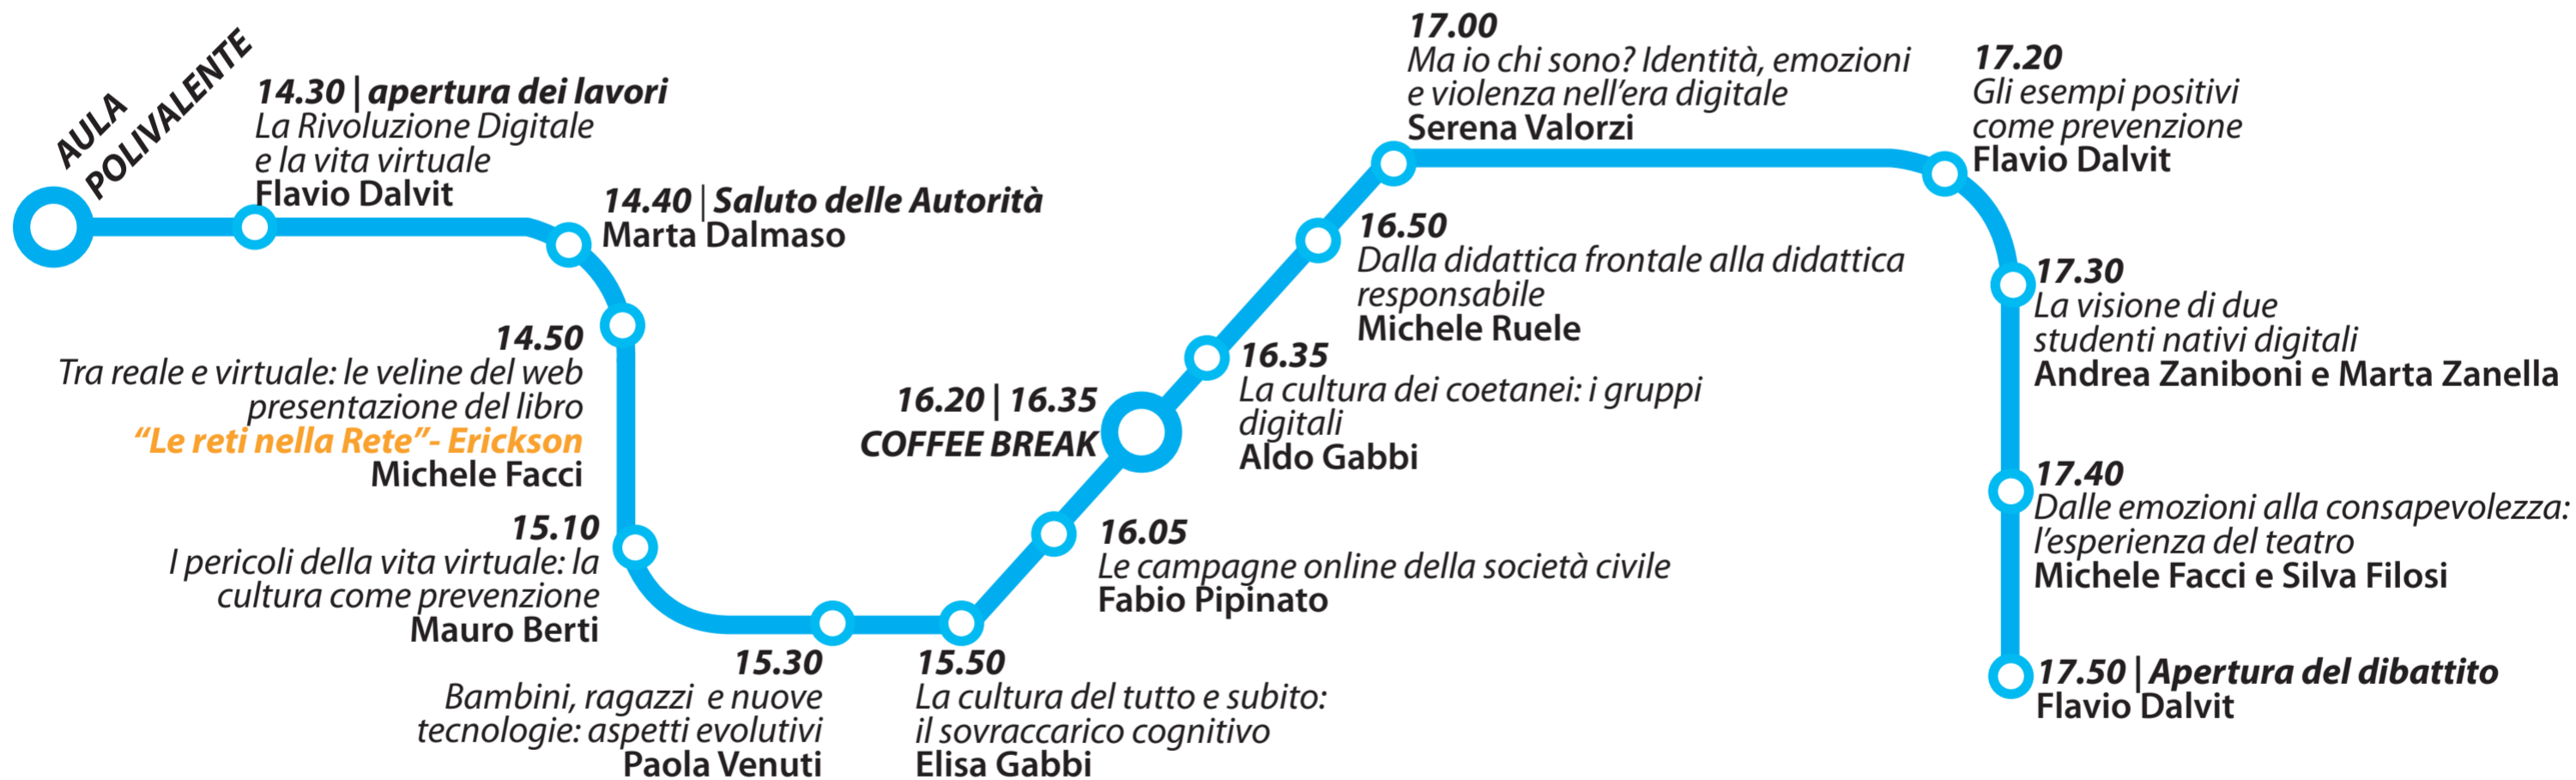 AULA
POLIVALENTE
14.30 | apertura dei lavori
La Rivoluzione Digitale
e la vita virtuale
Flavio Dalvit
14.40 | Saluto delle Autorità
Marta Dalmaso
14.50
Tra reale e virtuale: le veline del web
presentazione del libro
“Le reti nella Rete”- Erickson
Michele Facci
15.10
I pericoli della vita virtuale: la
cultura come prevenzione
Mauro Berti
15.30
Bambini, ragazzi e nuove
tecnologie: aspetti evolutivi
Paola Venuti
15.50
La cultura del tutto e subito:
il sovraccarico cognitivo
Elisa Gabbi
16.05
Le campagne online della società civile
Fabio Pipinato
16.20 | 16.35
COFFEE BREAK
16.35
La cultura dei coetanei: i gruppi
digitali
Aldo Gabbi
16.50
Dalla didattica frontale alla didattica
responsabile
Michele Ruele
17.00
Ma io chi sono? Identità, emozioni
e violenza nell’era digitale
Serena Valorzi
17.20
Gli esempi positivi
come prevenzione
Flavio Dalvit
17.30
La visione di due
studenti nativi digitali
Andrea Zaniboni e Marta Zanella
17.40
Dalle emozioni alla consapevolezza:
l’esperienza del teatro
Michele Facci e Silva Filosi
17.50 | Apertura del dibattito
Flavio Dalvit